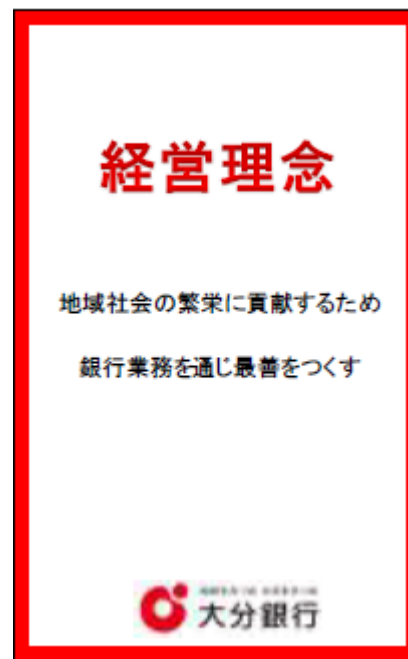 経営理念
地域社会の繁栄に貢献するため
銀行業務を通じ最善をつくす
大分銀行